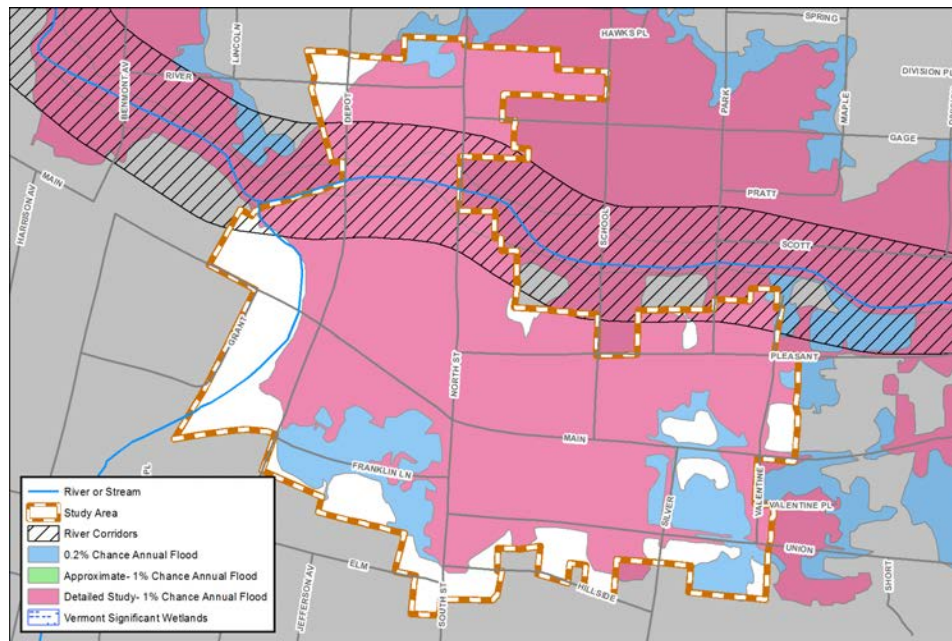 SPRING
HAWKS PL
LINCOLN
BENMONT AV
RIVER
DIVISION PL
DEPOT
PARK
MAPLE
GAGE
MAIN
HARRISON AV
PRATT
SCHOOL
SCOTT
GRANT
NORTH ST
PLEASANT
MAIN
FRANKLIN LN
PL
SILVER
VALENTINE
VALENTINE PL
UNION
ELM
HILLSIDE
SHORT
JEFFERSON AV
SOUTH ST
River or Stream
Study Area
River Corridors
0.2% Chance Annual Flood
Approximate- 1% Chance Annual Flood
Detailed Study- 1% Chance Annual Flood
Vermont Significant Wetlands